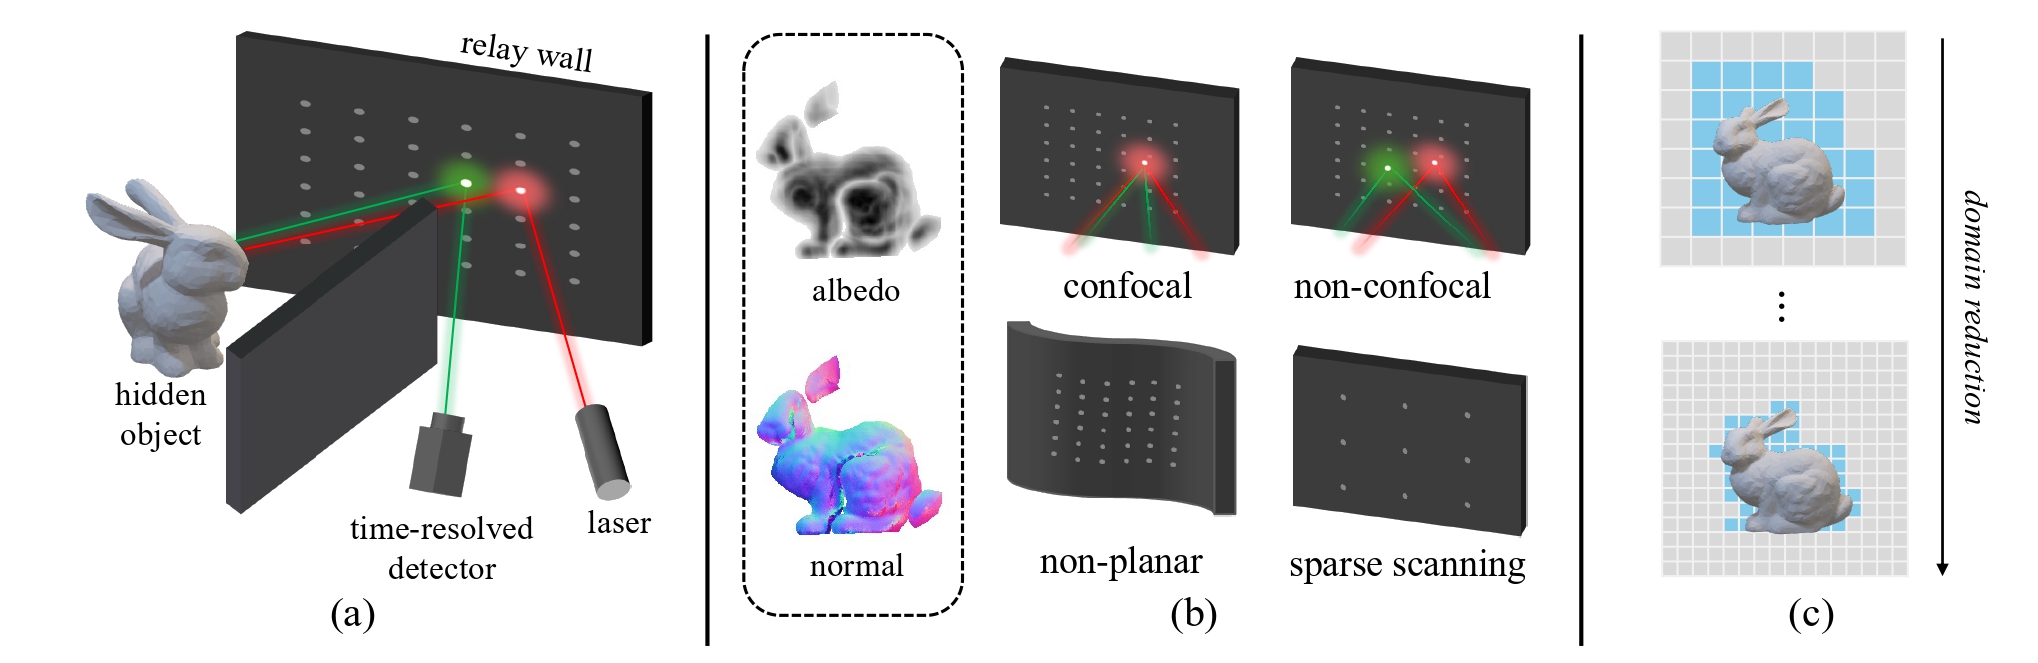 relay wall
hidden
object
time-resolved
detector
laser
(a)
albedo
normal
confocal
non-confocal
non-planar
sparse scanning
(b)
domain reduction
(c)